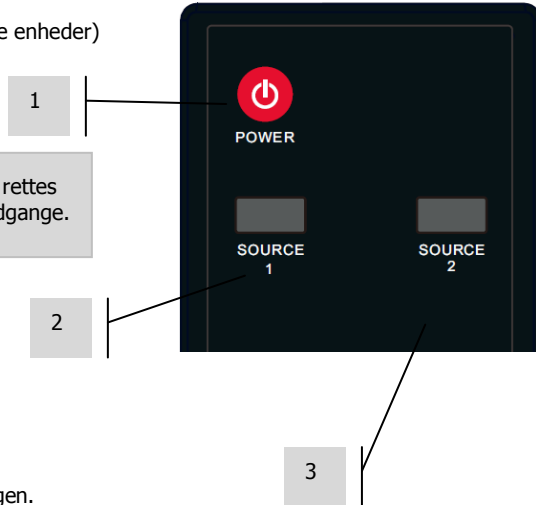 e enheder)
1
POWER
rettes
dgange.
SOURCE
1
SOURCE
2
2
3
gen.